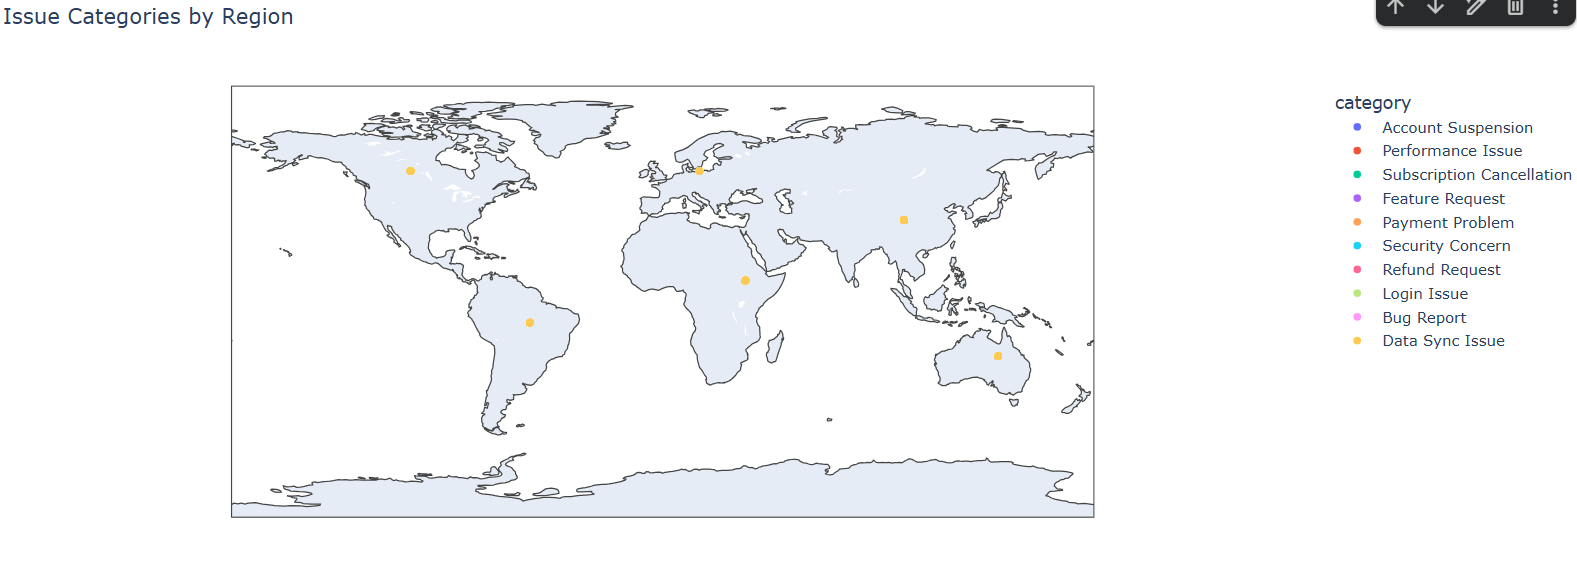 Issue Categories by Region
category
Account Suspension
Performance Issue
Subscription Cancellation
Feature Request
Payment Problem
Security Concern
Refund Request
Login Issue
Bug Report
Data Sync Issue